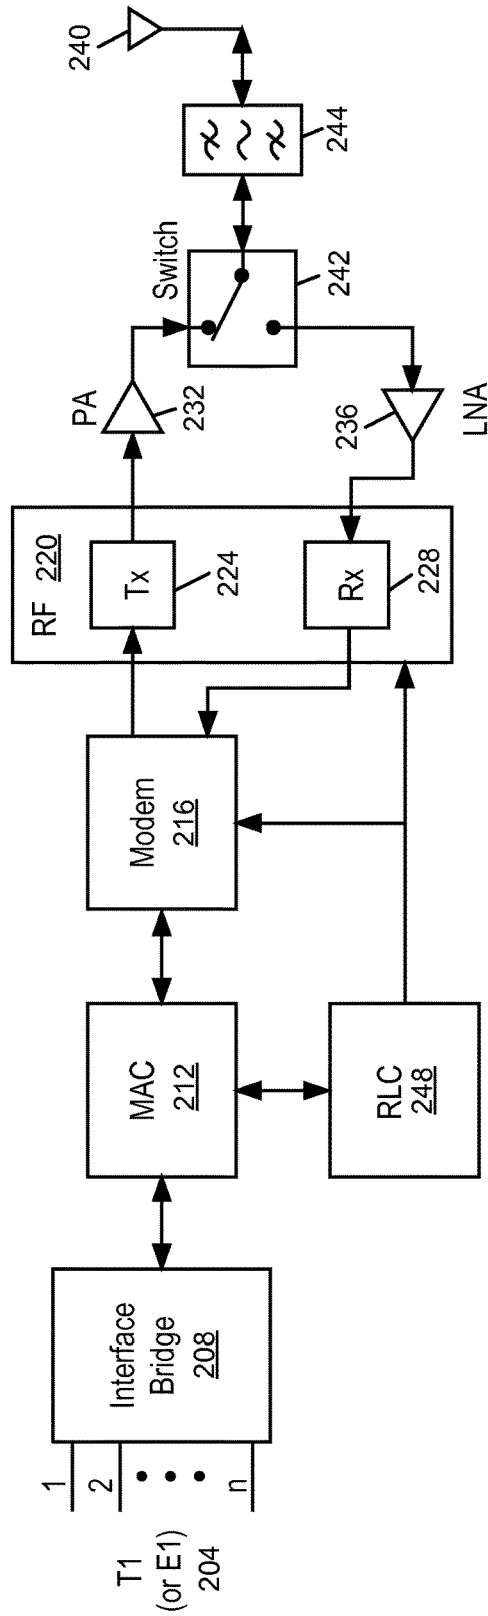 T1
(or E1)
204
1
2
n
Interface
Bridge
208
MAC
212
RLC
248
Modem
216
RF 220
Tx
224
Rx
228
PA
232
236
LNA
Switch
242
244
240